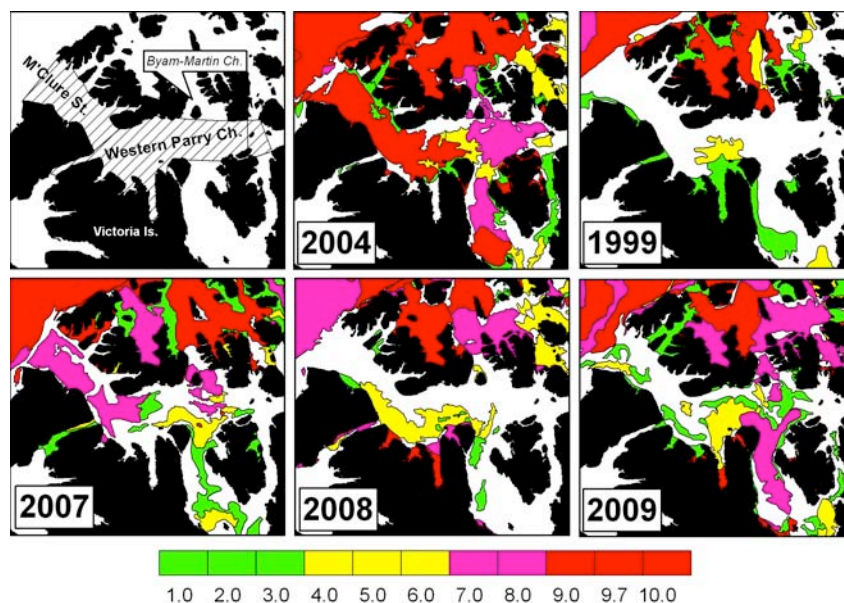 Byam-Martin Ch.
M'Clure St.
Western Parry Ch.
Victoria Is.
2004
1999
2007
2008
2009
1.0 2.0 3.0 4.0 5.0 6.0 7.0 8.0 9.0 9.7 10.0